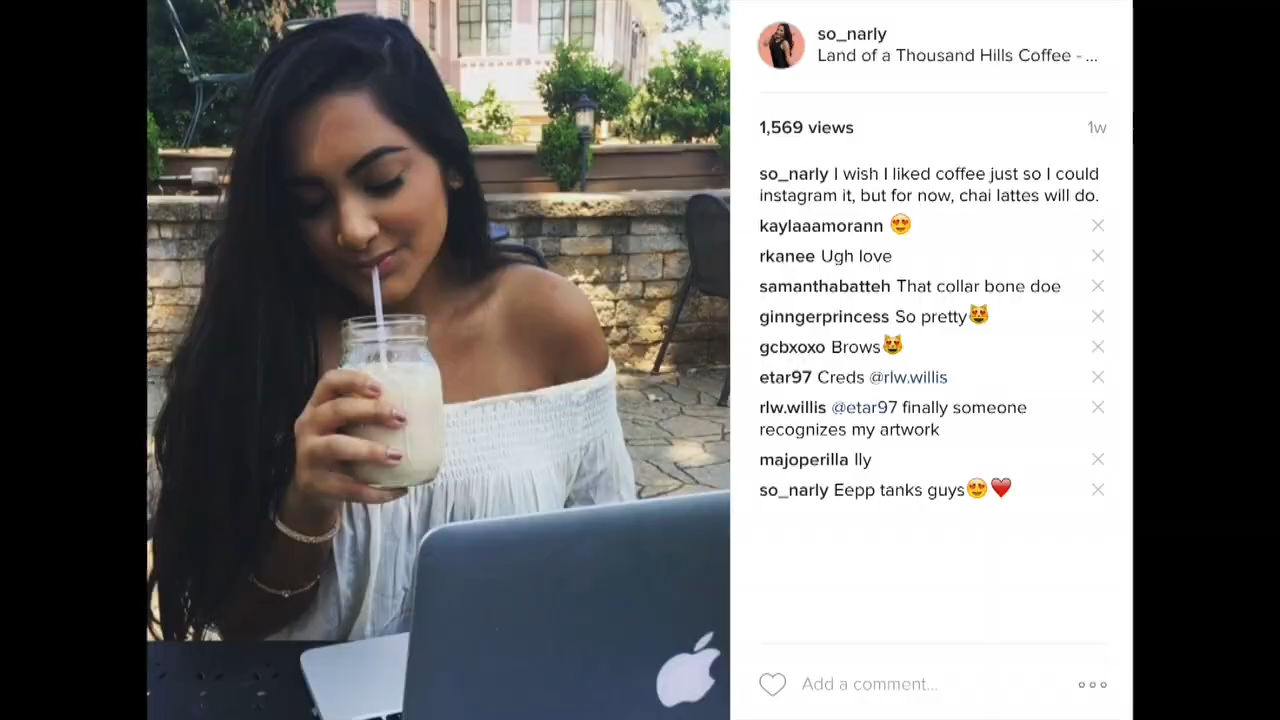 so_narly
Land of a Thousand Hills Coffee - ...
1,569 views
1w
so_narly I wish I liked coffee just so I could
instagram it, but for now, chai lattes will do.
kaylaaamorann 😍
rkanee Ugh love
samanthabatteh That collar bone doe
ginngerprincess So pretty😻
gcbxoxo Brows😻
etar97 Creds @rlw.willis
rlw.willis @etar97 finally someone
recognizes my artwork
majoperilla lly
so_narly Eepp tanks guys😍❤️
Add a comment...